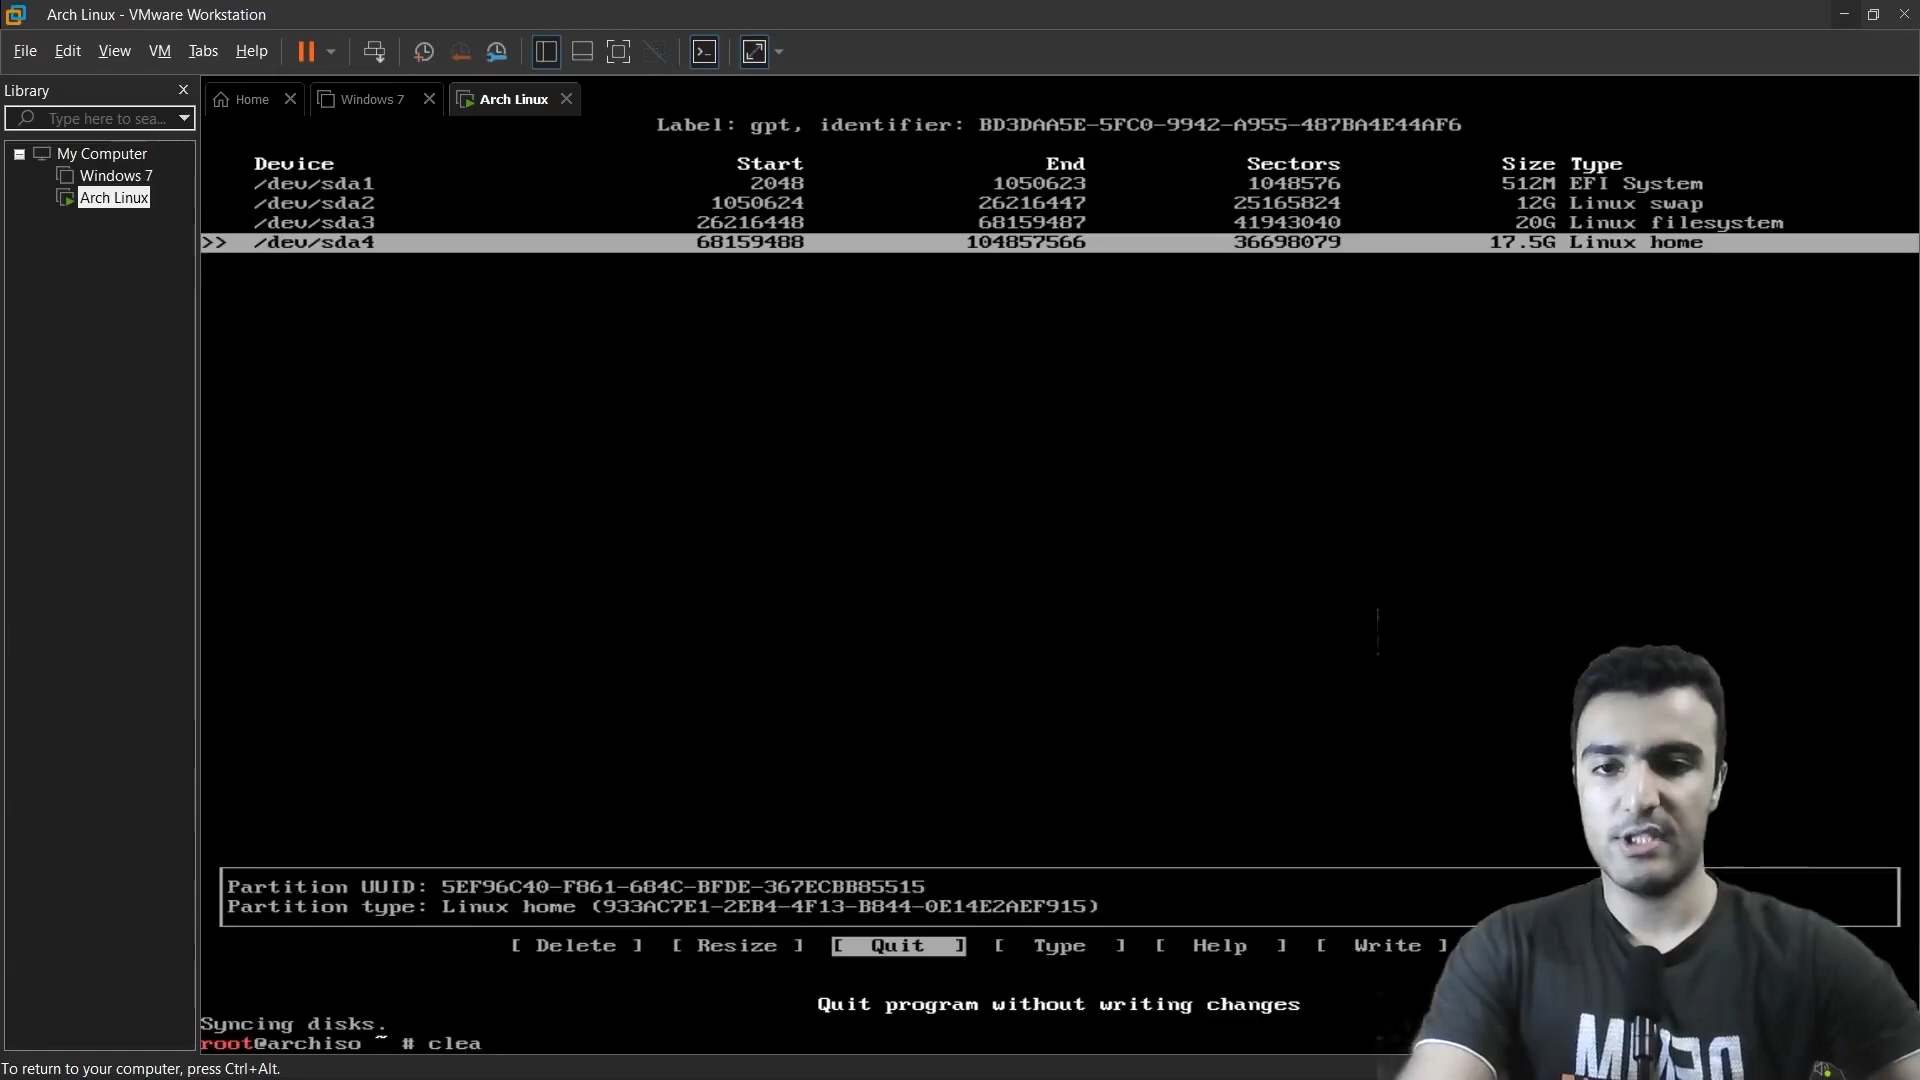 Arch Linux - VMware Workstation
File Edit View VM Tabs Help
Library
Type here to sea...
My Computer
Windows 7
Arch Linux
Home Windows 7 Arch Linux
Label: gpt, identifier: BD3DAA5E-5FC0-9942-A955-487BA4E44AF6
Device Start End Sectors Size Type
/dev/sda1 2048 1050623 1048576 512M EFI System
/dev/sda2 1050624 26216447 25165824 12G Linux swap
/dev/sda3 26216448 68159487 41943040 20G Linux filesystem
>> /dev/sda4 68159488 104857566 36698079 17.5G Linux home
Partition UUID: 5EF96C40-F861-684C-BFDE-367ECBB85515
Partition type: Linux home (933AC7E1-2EB4-4F13-B844-0E14E2AEF915)
[ Delete ] [ Resize ] [ Quit ] [ Type ] [ Help ] [ Write ]
Quit program without writing changes
Syncing disks.
root@archiso ~ # clea
To return to your computer, press Ctrl+Alt.